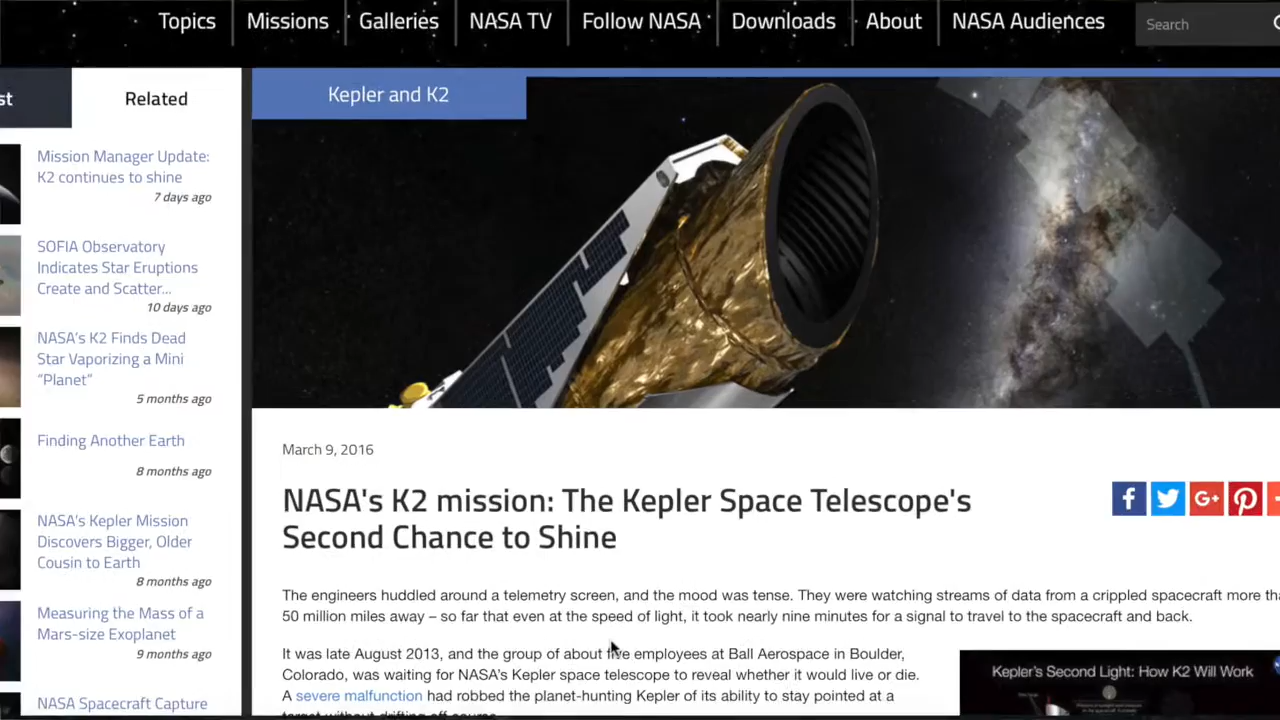 Topics Missions Galleries NASA TV Follow NASA Downloads About NASA Audiences Search
st Related
Mission Manager Update:
K2 continues to shine
7 days ago
SOFIA Observatory
Indicates Star Eruptions
Create and Scatter...
10 days ago
NASA's K2 Finds Dead
Star Vaporizing a Mini
“Planet”
5 months ago
Finding Another Earth
8 months ago
NASA's Kepler Mission
Discovers Bigger, Older
Cousin to Earth
8 months ago
Measuring the Mass of a
Mars-size Exoplanet
9 months ago
NASA Spacecraft Capture
Kepler and K2
March 9, 2016
NASA's K2 mission: The Kepler Space Telescope's
Second Chance to Shine
The engineers huddled around a telemetry screen, and the mood was tense. They were watching streams of data from a crippled spacecraft more tha
50 million miles away – so far that even at the speed of light, it took nearly nine minutes for a signal to travel to the spacecraft and back.
It was late August 2013, and the group of about five employees at Ball Aerospace in Boulder,
Colorado, was waiting for NASA's Kepler space telescope to reveal whether it would live or die.
A severe malfunction had robbed the planet-hunting Kepler of its ability to stay pointed at a
target without drifting off course.
Kepler's Second Light: How K2 Will Work